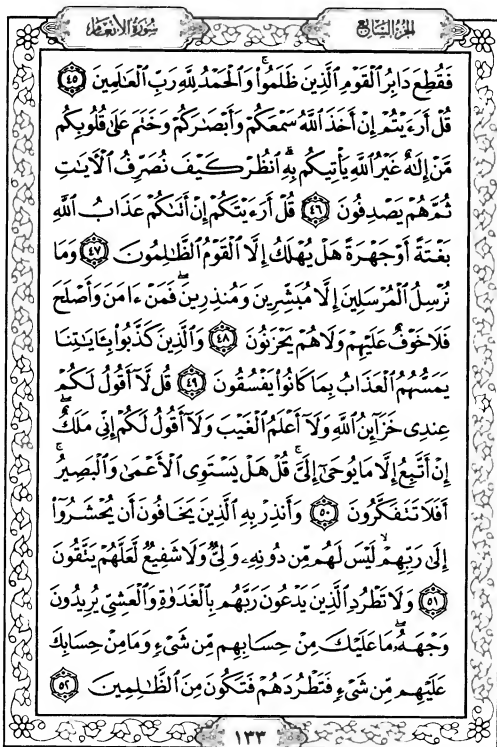 الجزء السابع
سورة الأنعام
فَقُطِعَ دَابِرُ ٱلْقَوْمِ ٱلَّذِينَ ظَلَمُوا۟ ۚ وَٱلْحَمْدُ لِلَّهِ رَبِّ ٱلْعَٰلَمِينَ ٤٥
قُلْ أَرَءَيْتُمْ إِنْ أَخَذَ ٱللَّهُ سَمْعَكُمْ وَأَبْصَٰرَكُمْ وَخَتَمَ عَلَىٰ قُلُوبِكُم
مَّنْ إِلَٰهٌ غَيْرُ ٱللَّهِ يَأْتِيكُم بِهِ ۗ ٱنظُرْ كَيْفَ نُصَرِّفُ ٱلْءَايَٰتِ
ثُمَّ هُمْ يَصْدِفُونَ ٤٦ قُلْ أَرَءَيْتَكُمْ إِنْ أَتَىٰكُمْ عَذَابُ ٱللَّهِ
بَغْتَةً أَوْ جَهْرَةً هَلْ يُهْلَكُ إِلَّا ٱلْقَوْمُ ٱلظَّٰلِمُونَ ٤٧ وَمَا
نُرْسِلُ ٱلْمُرْسَلِينَ إِلَّا مُبَشِّرِينَ وَمُنذِرِينَ ۖ فَمَنْ ءَامَنَ وَأَصْلَحَ
فَلَا خَوْفٌ عَلَيْهِمْ وَلَا هُمْ يَحْزَنُونَ ٤٨ وَٱلَّذِينَ كَذَّبُوا۟ بِـَٔايَٰتِنَا
يَمَسُّهُمُ ٱلْعَذَابُ بِمَا كَانُوا۟ يَفْسُقُونَ ٤٩ قُل لَّآ أَقُولُ لَكُمْ
عِندِى خَزَآئِنُ ٱللَّهِ وَلَآ أَعْلَمُ ٱلْغَيْبَ وَلَآ أَقُولُ لَكُمْ إِنِّى مَلَكٌ ۖ
إِنْ أَتَّبِعُ إِلَّا مَا يُوحَىٰٓ إِلَىَّ ۚ قُلْ هَلْ يَسْتَوِى ٱلْأَعْمَىٰ وَٱلْبَصِيرُ ۚ
أَفَلَا تَتَفَكَّرُونَ ٥٠ وَأَنذِرْ بِهِ ٱلَّذِينَ يَخَافُونَ أَن يُحْشَرُوٓا۟
إِلَىٰ رَبِّهِمْ ۙ لَيْسَ لَهُم مِّن دُونِهِۦ وَلِىٌّ وَلَا شَفِيعٌ لَّعَلَّهُمْ يَتَّقُونَ
٥١ وَلَا تَطْرُدِ ٱلَّذِينَ يَدْعُونَ رَبَّهُم بِٱلْغَدَوٰةِ وَٱلْعَشِىِّ يُرِيدُونَ
وَجْهَهُۥ ۖ مَا عَلَيْكَ مِنْ حِسَابِهِم مِّن شَىْءٍ وَمَا مِنْ حِسَابِكَ
عَلَيْهِم مِّن شَىْءٍ فَتَطْرُدَهُمْ فَتَكُونَ مِنَ ٱلظَّٰلِمِينَ ٥٢
١٣٣